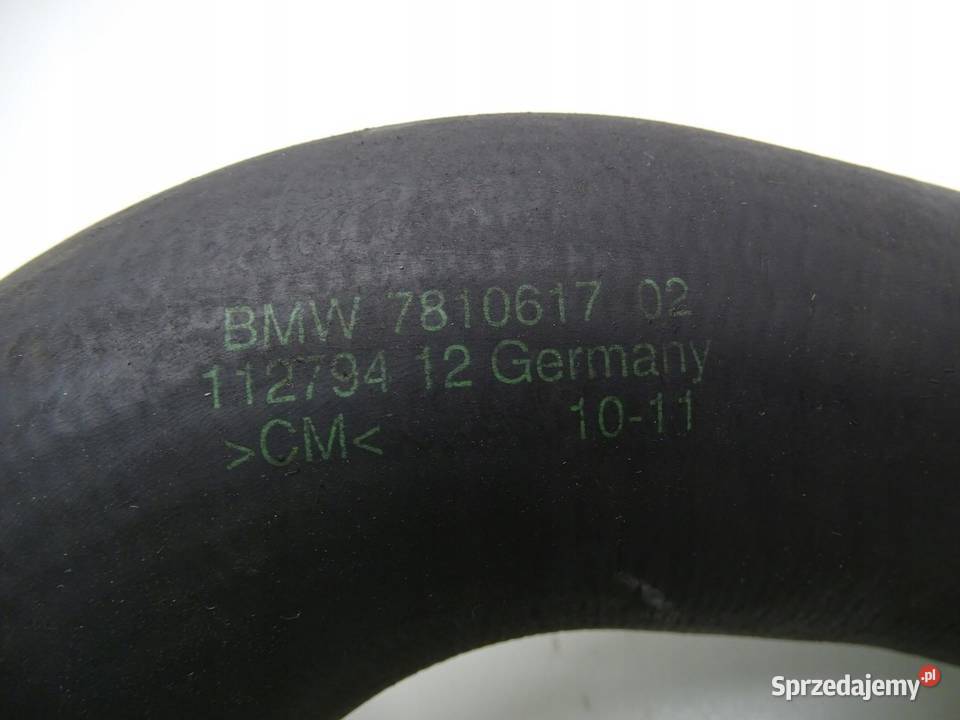 BMW 7810617 02
112794 12 Germany
>CM< 10-11
Sprzedajemy.pl